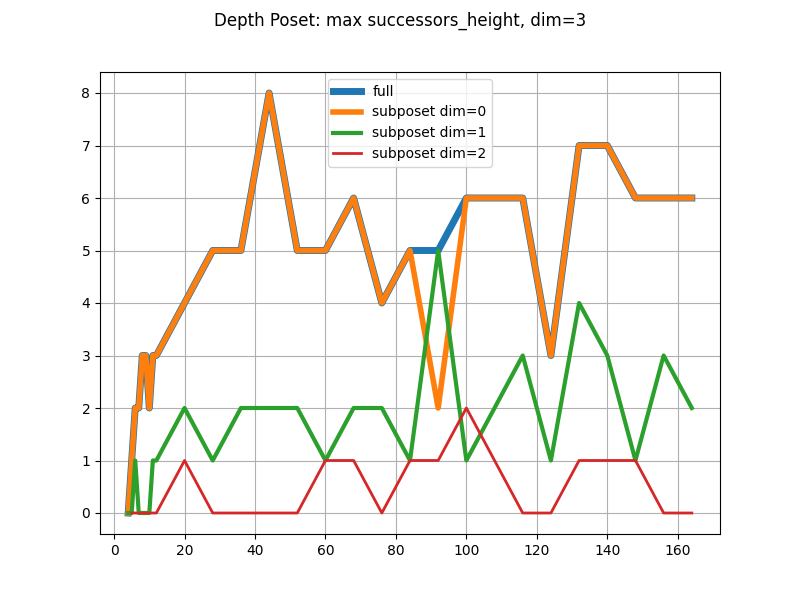 Depth Poset: max successors_height, dim=3
8
7
6
5
4
3
2
1
0
full
subposet dim=0
subposet dim=1
subposet dim=2
0 20 40 60 80 100 120 140 160